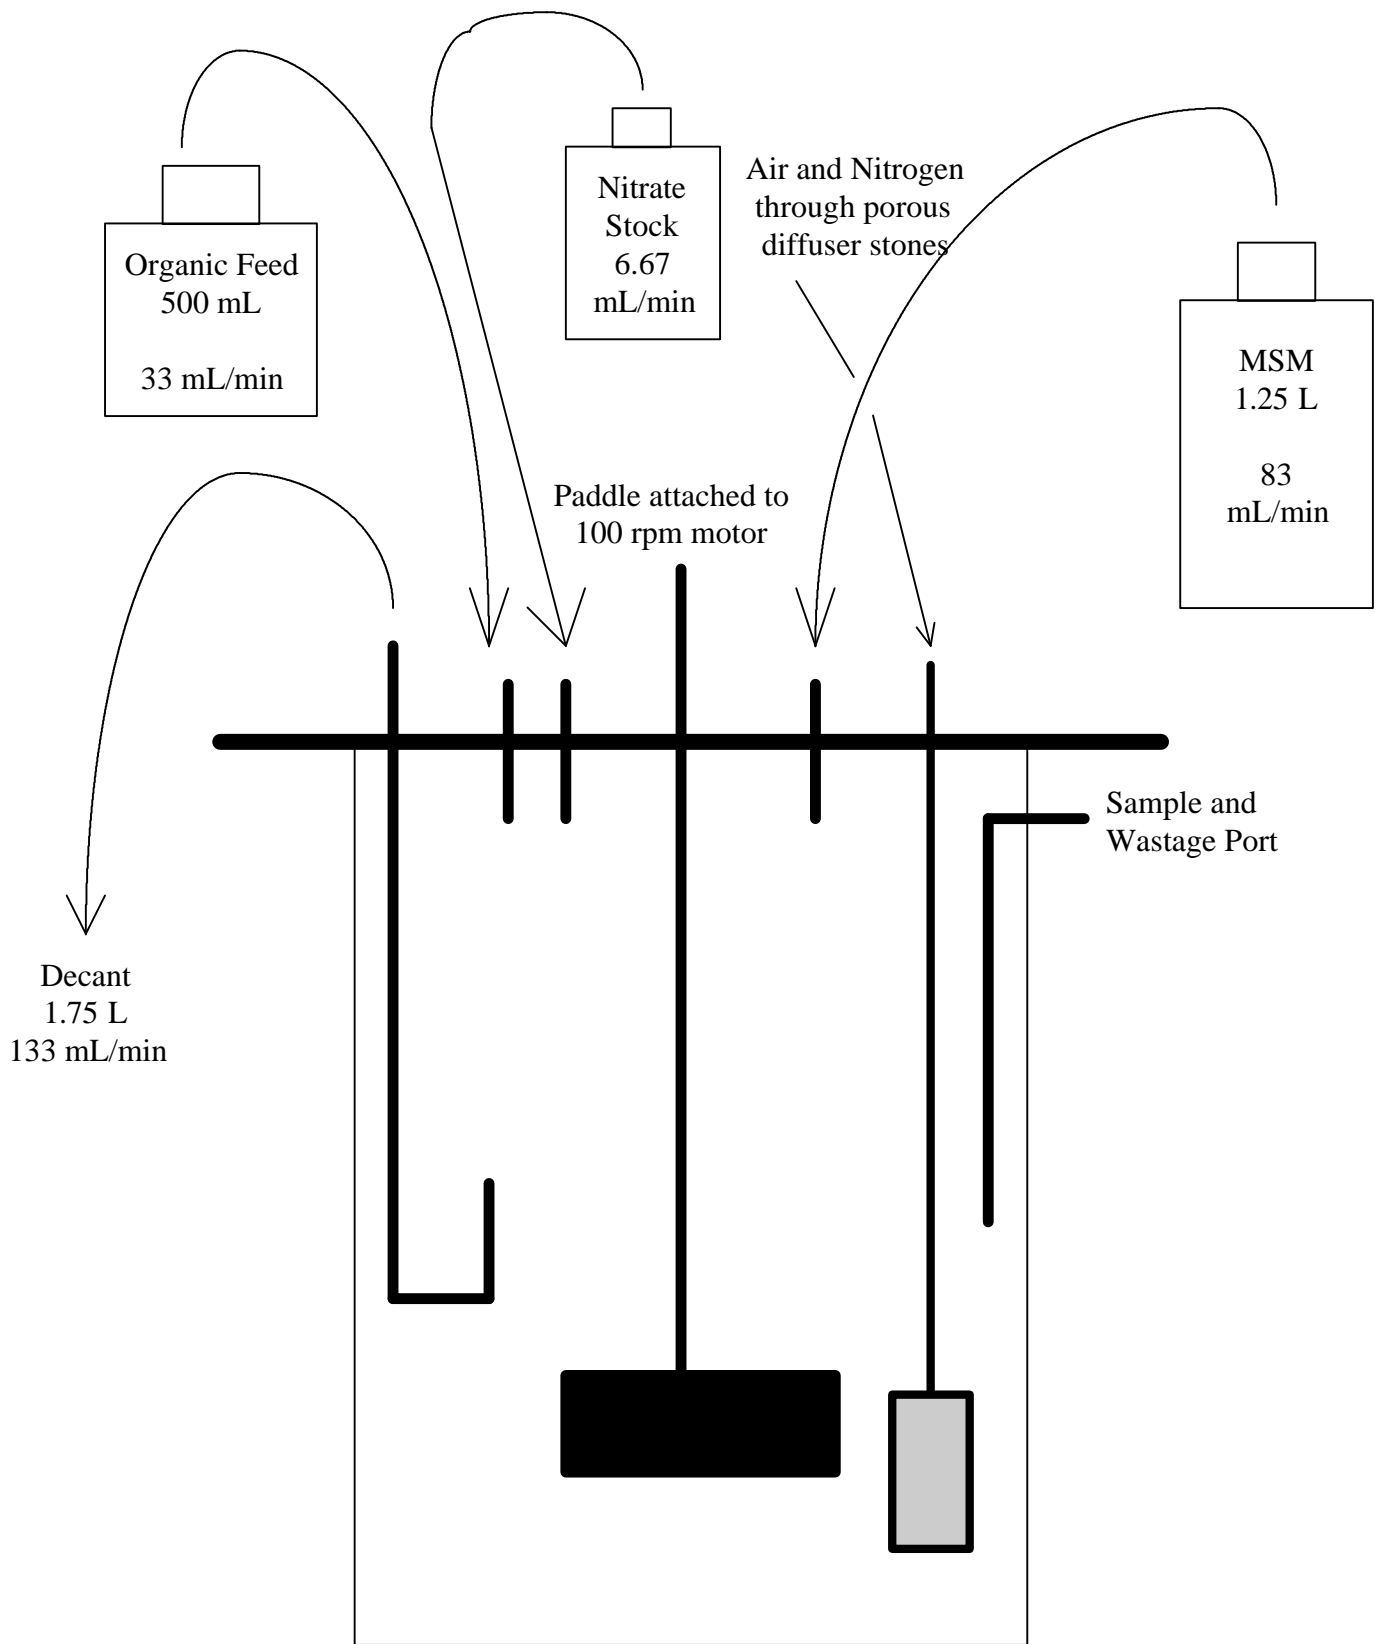 Nitrate
Stock
6.67
mL/min
Air and Nitrogen
through porous
diffuser stones
Organic Feed
500 mL
33 mL/min
MSM
1.25 L
83
mL/min
Paddle attached to
100 rpm motor
Sample and
Wastage Port
Decant
1.75 L
133 mL/min